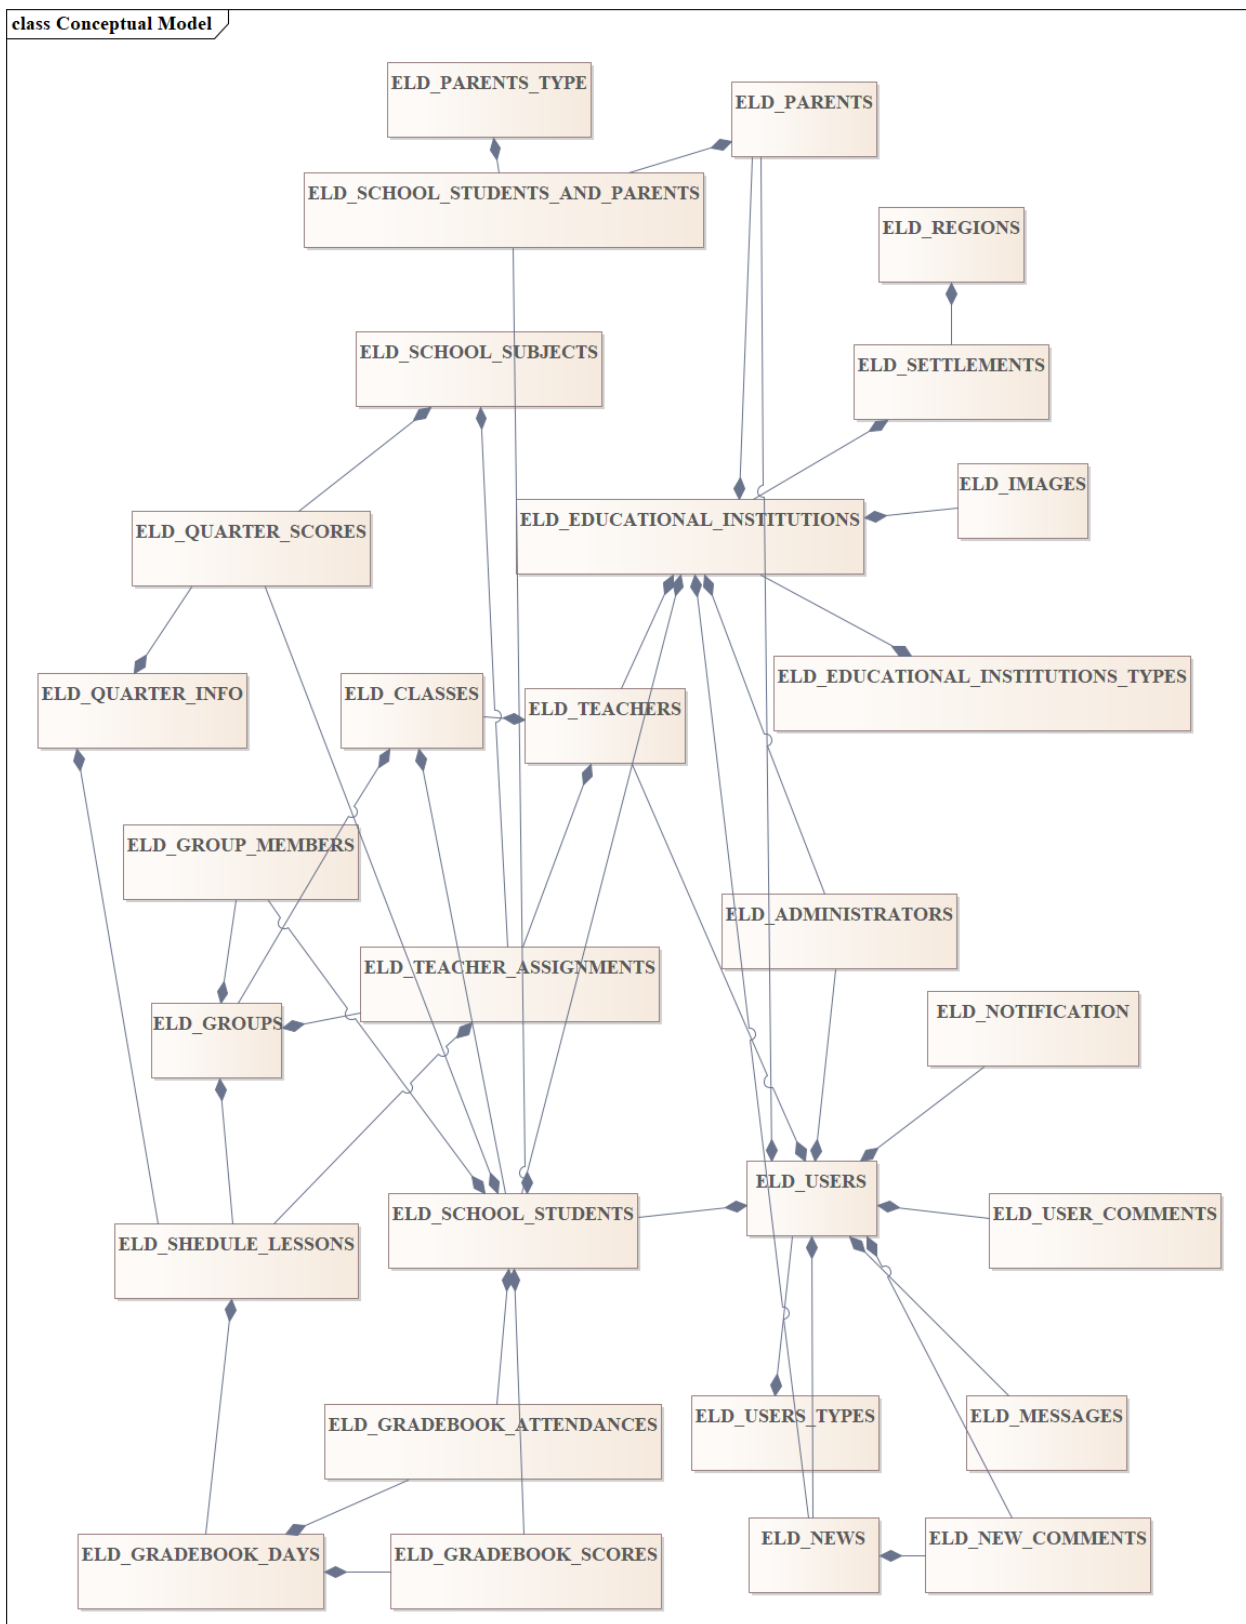 class Conceptual Model
ELD_PARENTS_TYPE
ELD_PARENTS
ELD_SCHOOL_STUDENTS_AND_PARENTS
ELD_REGIONS
ELD_SCHOOL_SUBJECTS
ELD_SETTLEMENTS
ELD_IMAGES
ELD_QUARTER_SCORES
ELD_EDUCATIONAL_INSTITUTIONS
ELD_EDUCATIONAL_INSTITUTIONS_TYPES
ELD_QUARTER_INFO
ELD_CLASSES
ELD_TEACHERS
ELD_GROUP_MEMBERS
ELD_ADMINISTRATORS
ELD_TEACHER_ASSIGNMENTS
ELD_GROUPS
ELD_NOTIFICATION
ELD_USERS
ELD_SCHOOL_STUDENTS
ELD_USER_COMMENTS
ELD_SHEDULE_LESSONS
ELD_GRADEBOOK_ATTENDANCES
ELD_USERS_TYPES
ELD_MESSAGES
ELD_GRADEBOOK_DAYS
ELD_GRADEBOOK_SCORES
ELD_NEWS
ELD_NEW_COMMENTS